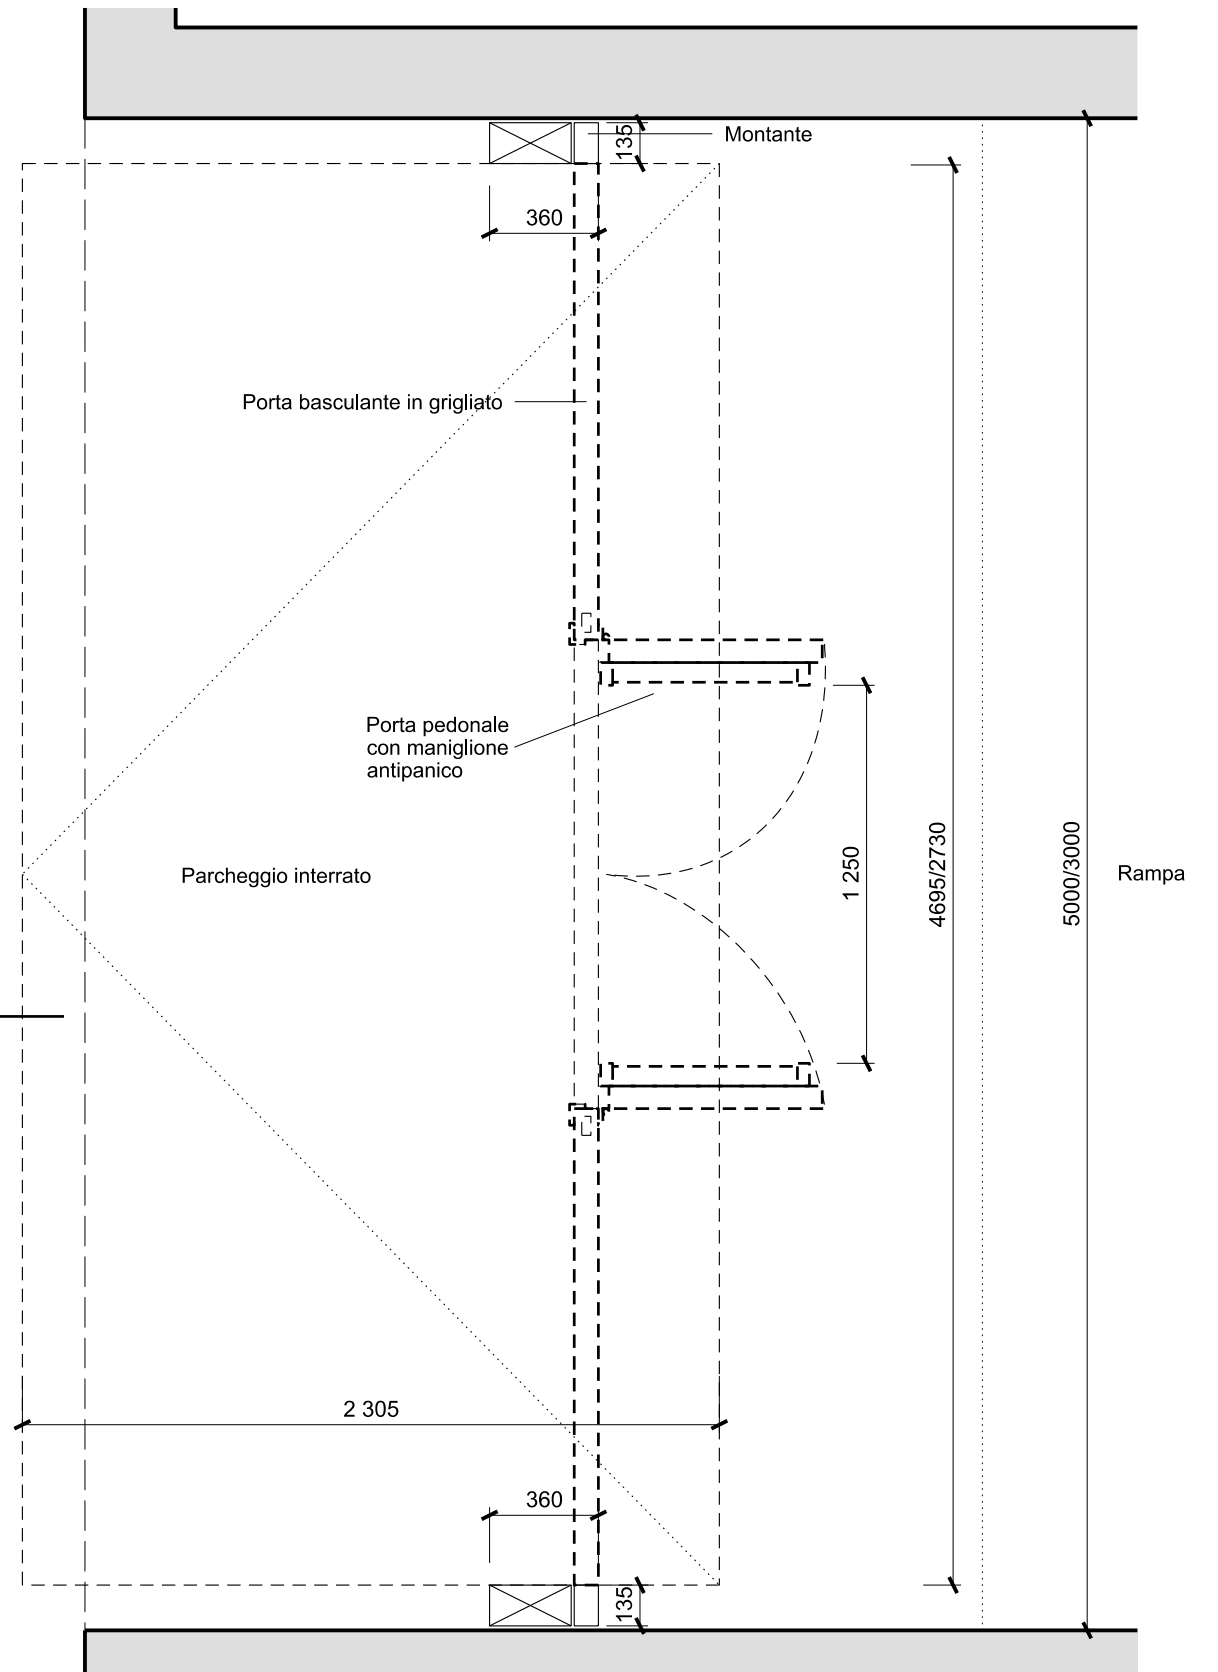 135
Montante
360
Porta basculante in grigliato
Porta pedonale
con maniglione
antipanico
1 250
4695/2730
5000/3000
Parcheggio interrato
Rampa
2 305
360
135